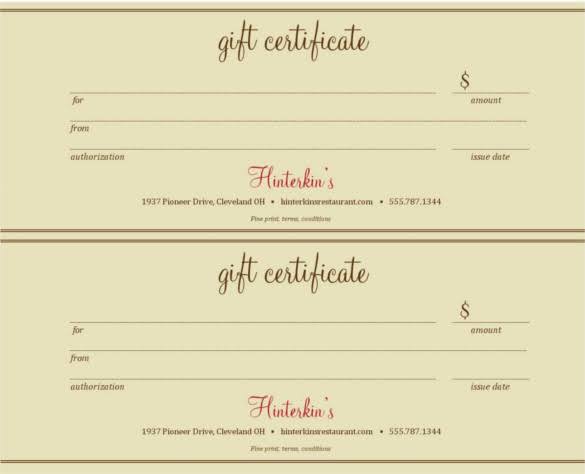 gift certificate
$
for amount
from
authorization issue date
Hinterkin's
1937 Pioneer Drive, Cleveland OH • hinterkinsrestaurant.com • 555.787.1344
Fine print, terms, conditions
gift certificate
$
for amount
from
authorization issue date
Hinterkin's
1937 Pioneer Drive, Cleveland OH • hinterkinsrestaurant.com • 555.787.1344
Fine print, terms, conditions